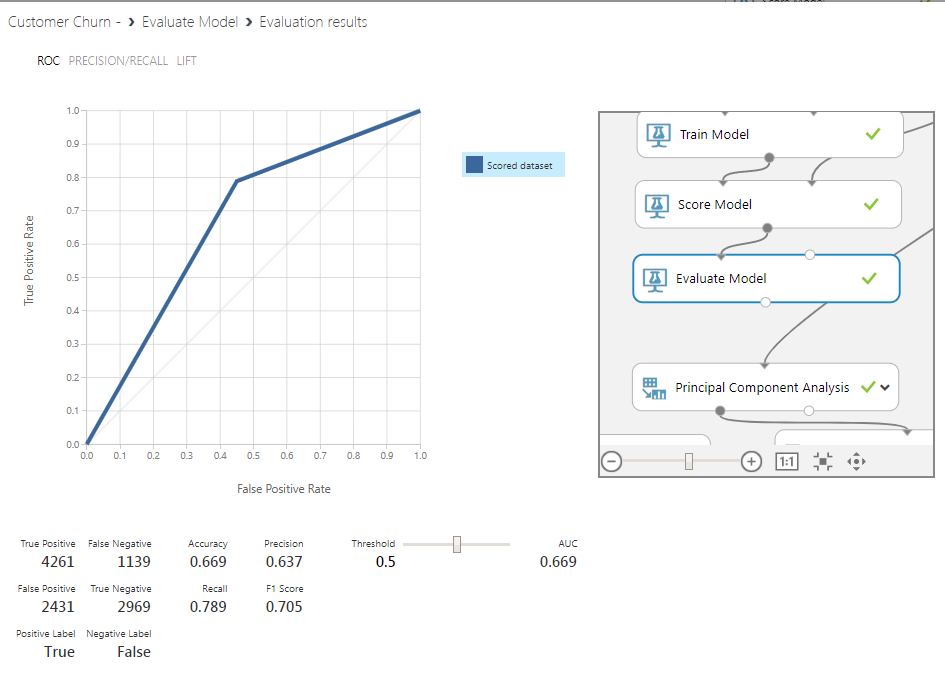 Customer Churn - › Evaluate Model › Evaluation results
ROC PRECISION/RECALL LIFT
1.0
0.9
0.8
0.7
0.6
0.5
0.4
0.3
0.2
0.1
0.0
True Positive Rate
0.0 0.1 0.2 0.3 0.4 0.5 0.6 0.7 0.8 0.9 1.0
False Positive Rate
Scored dataset
Train Model
Score Model
Evaluate Model
Principal Component Analysis
1:1
True Positive False Negative Accuracy Precision Threshold AUC
4261 1139 0.669 0.637 0.5 0.669
False Positive True Negative Recall F1 Score
2431 2969 0.789 0.705
Positive Label Negative Label
True False